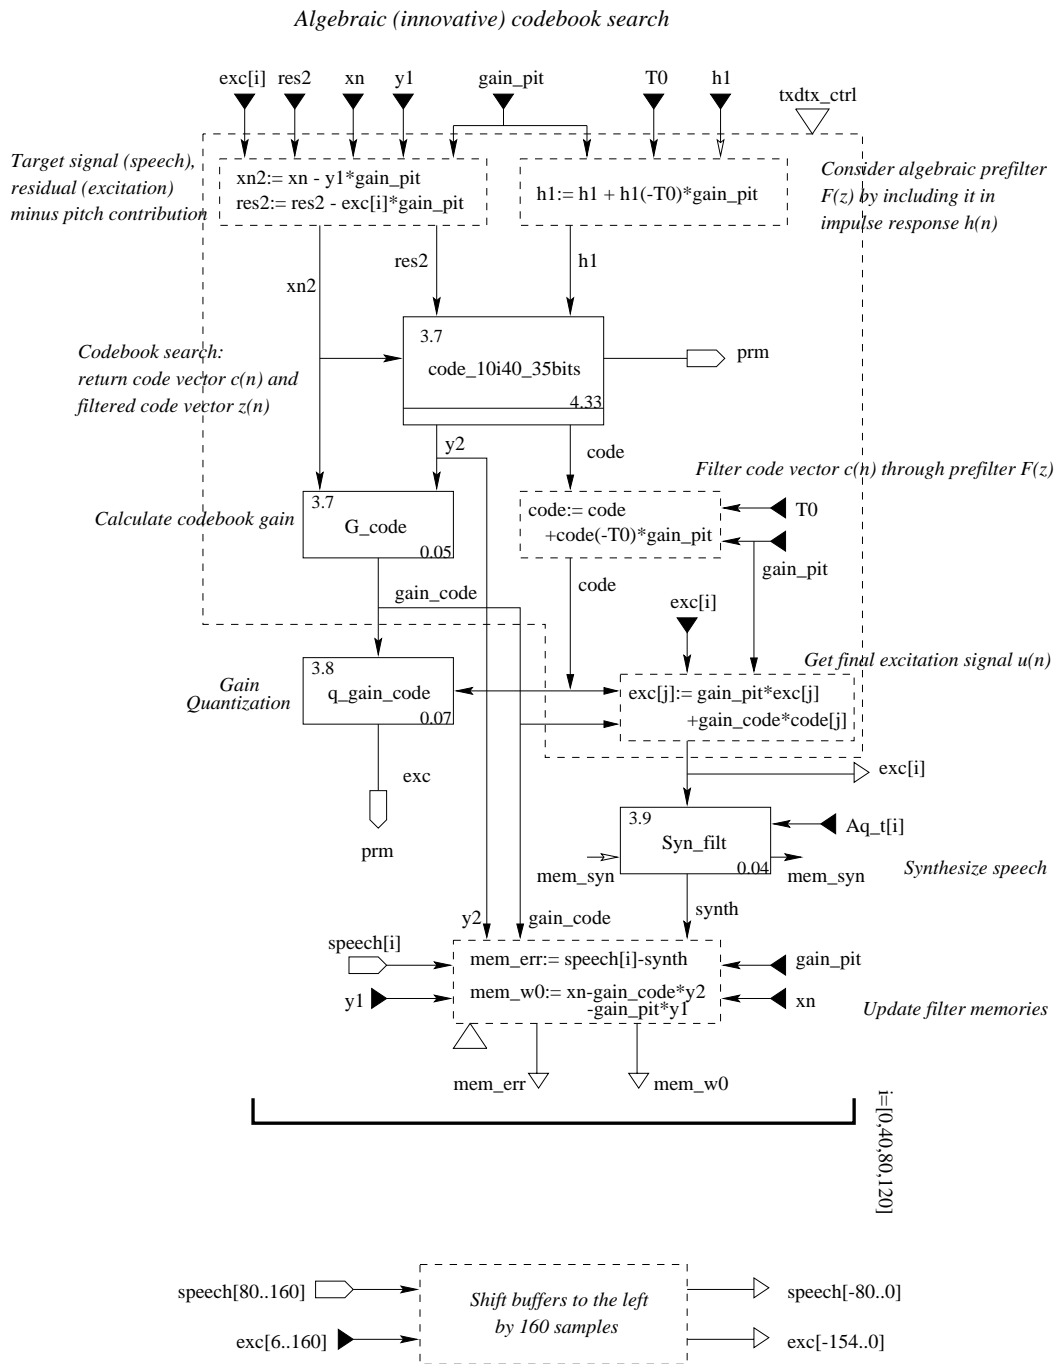 Algebraic (innovative) codebook search
exc[i] res2 xn y1 gain_pit T0 h1 txdtx_ctrl
Target signal (speech),
residual (excitation)
minus pitch contribution
xn2:= xn - y1*gain_pit
res2:= res2 - exc[i]*gain_pit
h1:= h1 + h1(-T0)*gain_pit
Consider algebraic prefilter
F(z) by including it in
impulse response h(n)
xn2
res2
h1
Codebook search:
return code vector c(n) and
filtered code vector z(n)
3.7
code_10i40_35bits
4.33
prm
y2
code
Filter code vector c(n) through prefilter F(z)
Calculate codebook gain
3.7
G_code
0.05
code:= code
+code(-T0)*gain_pit
T0
gain_pit
gain_code
code
exc[i]
Gain
Quantization
3.8
q_gain_code
0.07
Get final excitation signal u(n)
exc[j]:= gain_pit*exc[j]
+gain_code*code[j]
exc
exc[i]
prm
3.9
Syn_filt
0.04
Aq_t[i]
mem_syn
mem_syn
Synthesize speech
y2
gain_code
synth
speech[i]
y1
mem_err:= speech[i]-synth
mem_w0:= xn-gain_code*y2
-gain_pit*y1
gain_pit
xn
Update filter memories
mem_err
mem_w0
i=[0,40,80,120]
speech[80..160]
exc[6..160]
Shift buffers to the left
by 160 samples
speech[-80..0]
exc[-154..0]